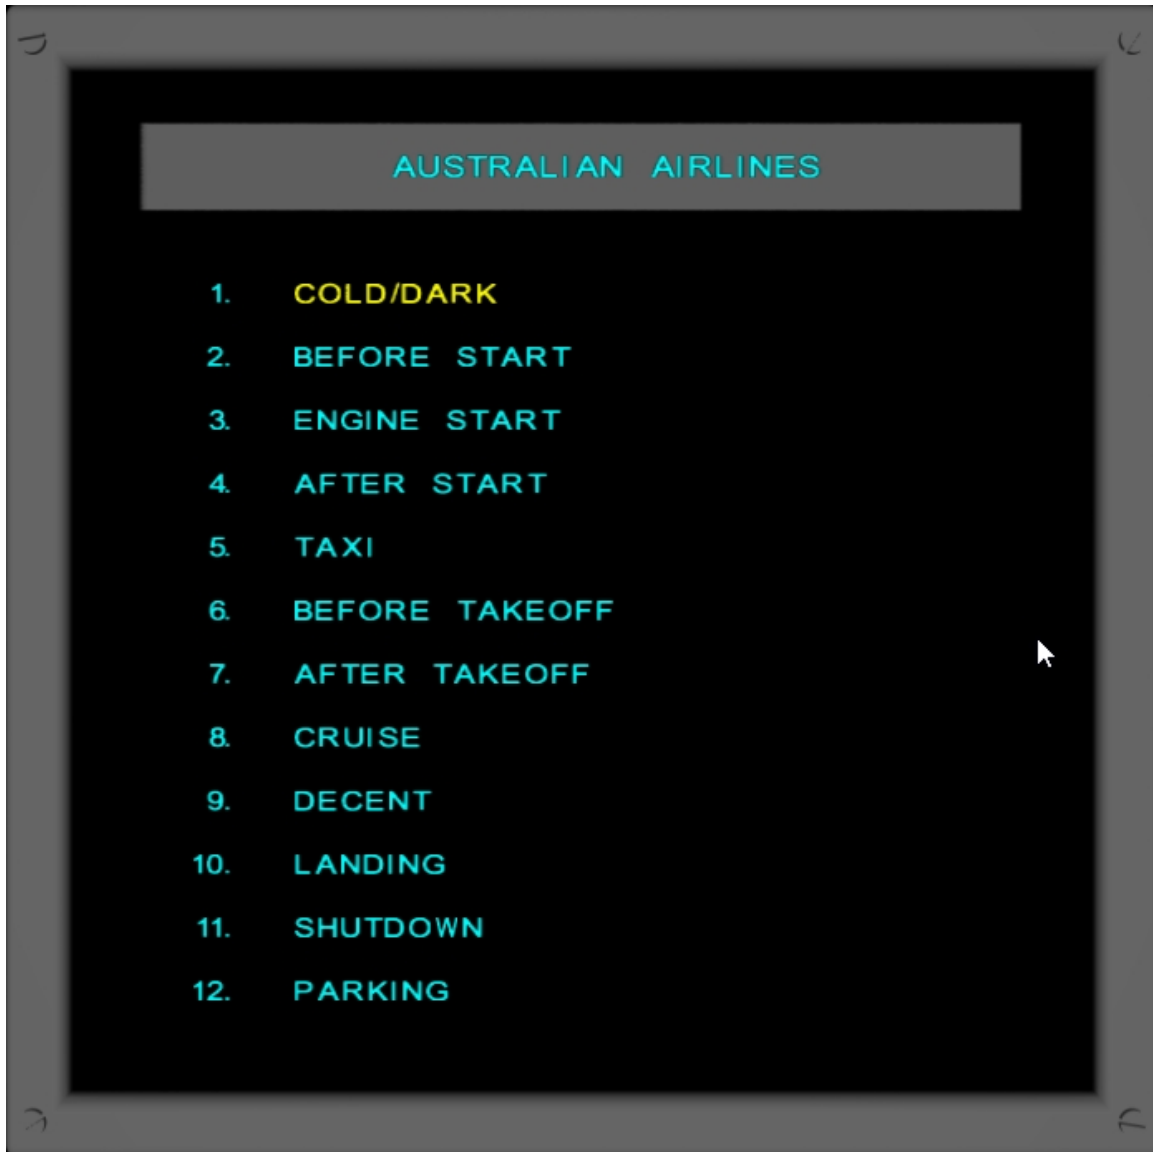 AUSTRALIAN AIRLINES
1. COLD/DARK
2. BEFORE START
3. ENGINE START
4. AFTER START
5. TAXI
6. BEFORE TAKEOFF
7. AFTER TAKEOFF
8. CRUISE
9. DECENT
10. LANDING
11. SHUTDOWN
12. PARKING